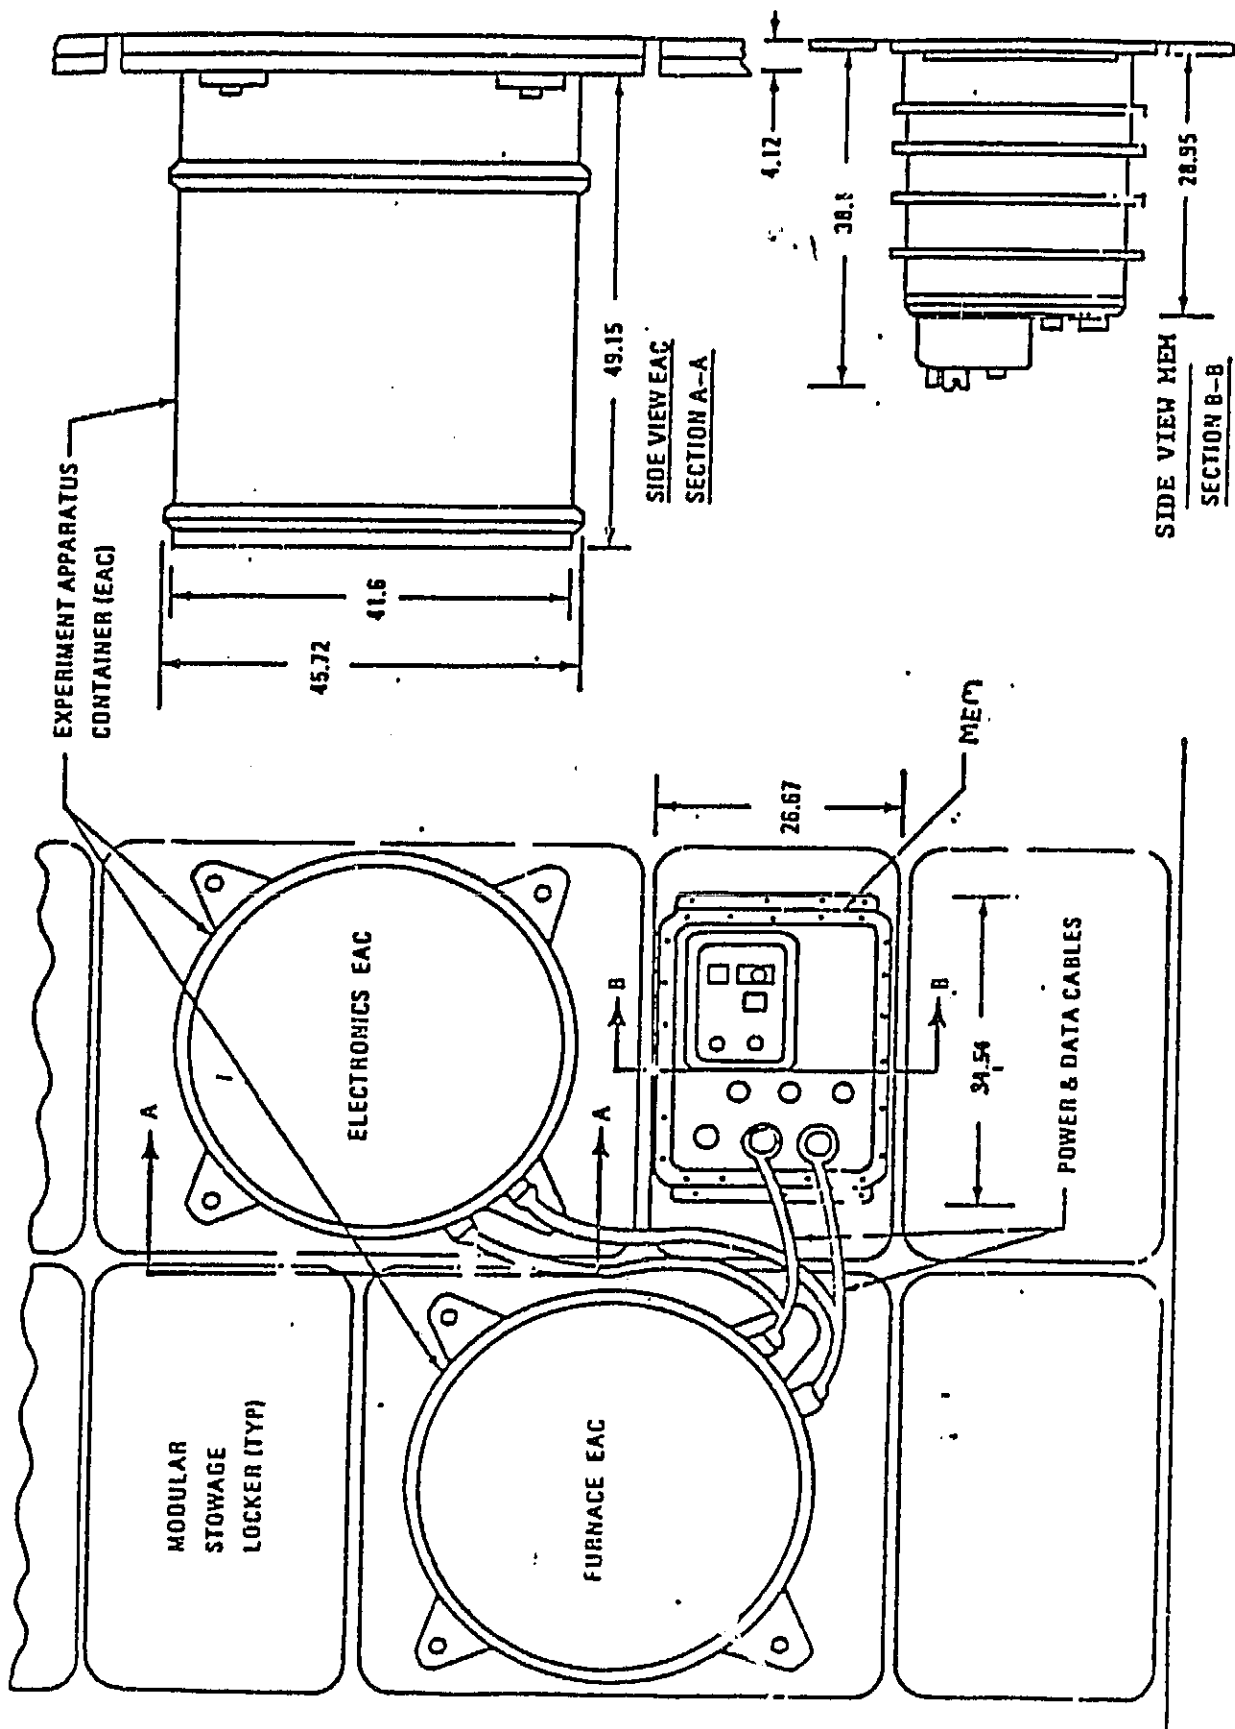 EXPERIMENT APPARATUS
CONTAINER (EAC)
MODULAR
STOWAGE
LOCKER (TYP)
A
ELECTRONICS EAC
A
FURNACE EAC
B
B
34.54
POWER & DATA CABLES
26.67
MEM
45.72
41.6
49.15
SIDE VIEW EAC
SECTION A-A
4.12
28.95
SIDE VIEW MEM
SECTION B-B